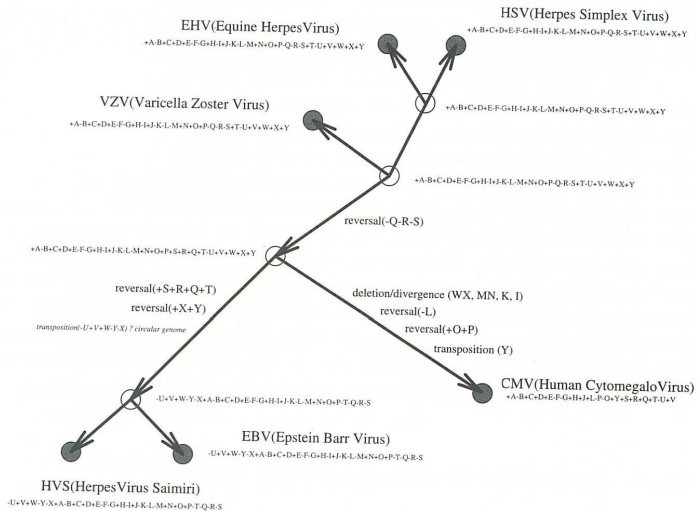 EHV(Equine HerpesVirus)
+A-B+C+D+E-F-G+H-I+J-K-L-M+N+O+P-Q-R-S+T-U+V+W+X+Y
HSV(Herpes Simplex Virus)
+A-B+C+D+E-F-G+H-I+J-K-L-M+N+O+P-Q-R-S+T-U+V+W+X+Y
VZV(Varicella Zoster Virus)
+A-B+C+D+E-F-G+H-I+J-K-L-M+N+O+P-Q-R-S+T-U+V+W+X+Y
+A-B+C+D+E-F-G+H-I+J-K-L-M+N+O+P-Q-R-S+T-U+V+W+X+Y
+A-B+C+D+E-F-G+H-I+J-K-L-M+N+O+P-Q-R-S+T-U+V+W+X+Y
reversal(-Q-R-S)
+A-B+C+D+E-F-G+H-I+J-K-L-M+N+O+P+S+R+Q+T-U+V+W+X+Y
reversal(+S+R+Q+T)
reversal(+X+Y)
transposition(-U+V+W-Y-X) ? circular genome
deletion/divergence (WX, MN, K, I)
reversal(-L)
reversal(+O+P)
transposition (Y)
CMV(Human CytomegaloVirus)
+A-B+C+D+E-F-G+H+J+L-P-O+Y+S+R+Q+T-U+V
-U+V+W-Y-X+A-B+C+D+E-F-G+H-I+J-K-L-M+N+O+P-T-Q-R-S
EBV(Epstein Barr Virus)
-U+V+W-Y-X+A-B+C+D+E-F-G+H-I+J-K-L-M+N+O+P-T-Q-R-S
HVS(HerpesVirus Saimiri)
-U+V+W-Y-X+A-B+C+D+E-F-G+H-I+J-K-L-M+N+O+P-T-Q-R-S